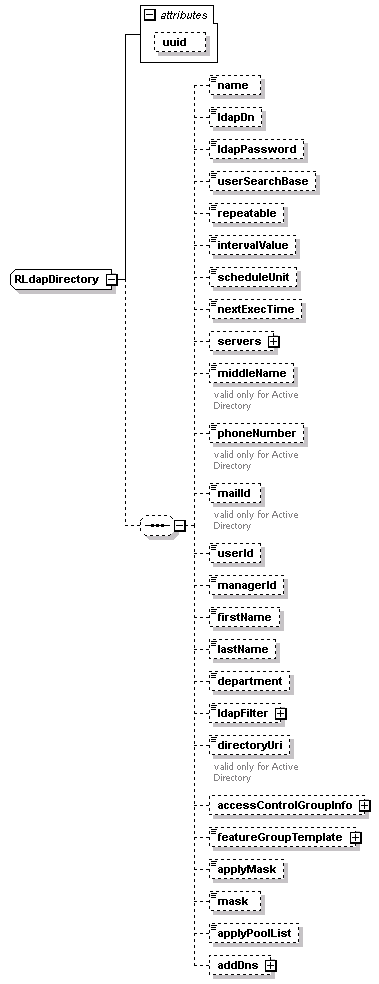 attributes
uuid
RLdapDirectory
name
ldapDn
ldapPassword
userSearchBase
repeatable
intervalValue
scheduleUnit
nextExecTime
servers
middleName
valid only for Active
Directory
phoneNumber
valid only for Active
Directory
mailId
valid only for Active
Directory
userId
managerId
firstName
lastName
department
ldapFilter
directoryUri
valid only for Active
Directory
accessControlGroupInfo
featureGroupTemplate
applyMask
mask
applyPoolList
addDns